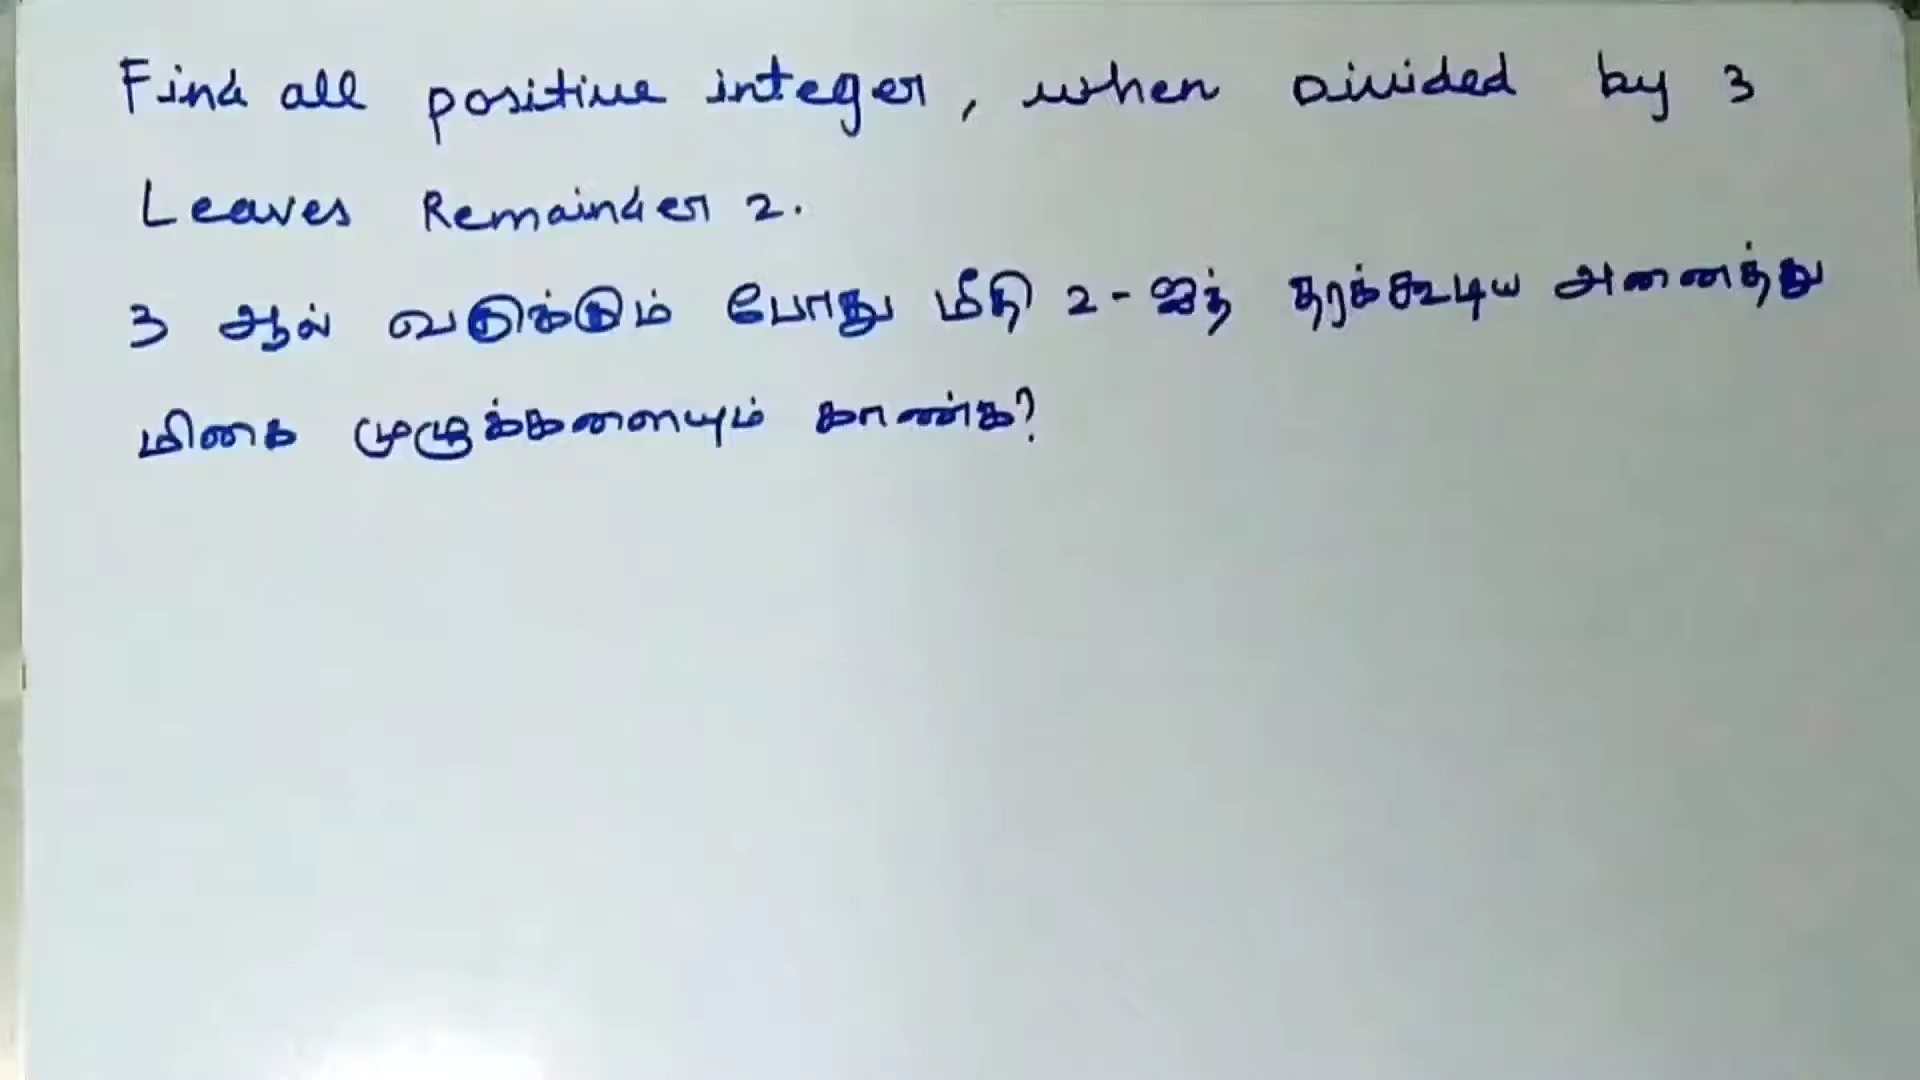 Find all positive integer, when Divided by 3
Leaves Remainder 2.
3 ஆல் வகுக்கும் போது மீதி 2-ஐத் தரக்கூடிய அனைத்து
மிகை முழுக்களையும் காண்க?